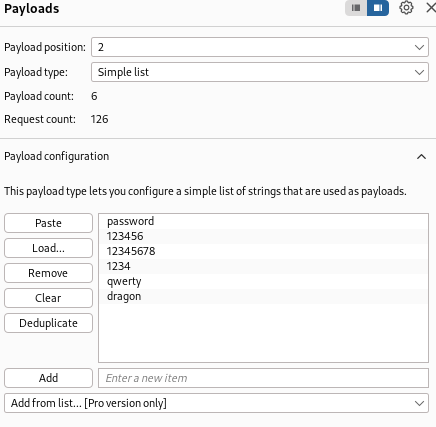 Payloads
Payload position: 2
Payload type: Simple list
Payload count: 6
Request count: 126
Payload configuration
This payload type lets you configure a simple list of strings that are used as payloads.
Paste
Load...
Remove
Clear
Deduplicate
password
123456
12345678
1234
qwerty
dragon
Add
Enter a new item
Add from list... [Pro version only]